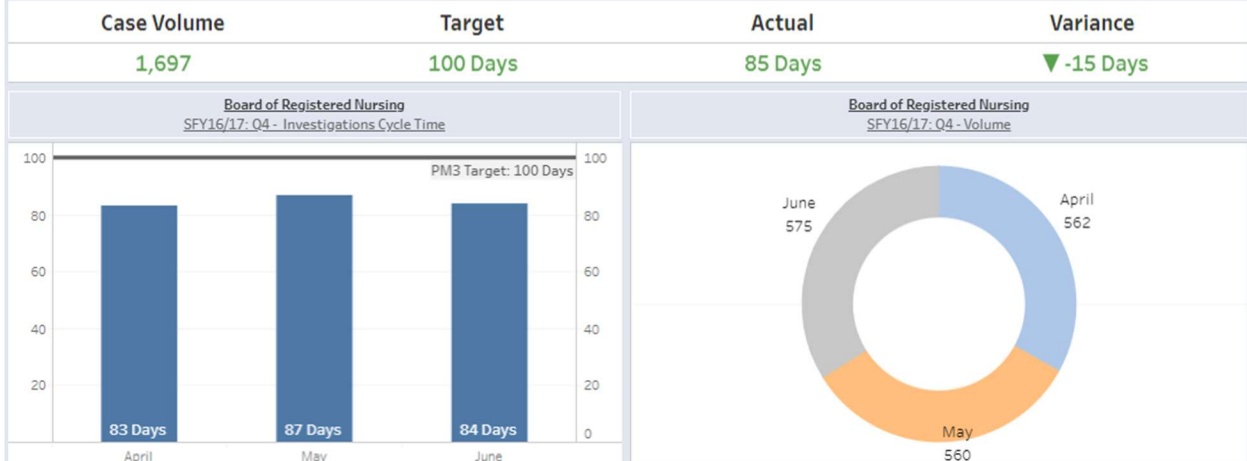 Case Volume Target Actual Variance
1,697 100 Days 85 Days ▼ -15 Days
Board of Registered Nursing
SFY16/17: Q4 - Investigations Cycle Time
100 100
PM3 Target: 100 Days
80 80
60 60
40 40
20 20
0
83 Days 87 Days 84 Days
April May June
Board of Registered Nursing
SFY16/17: Q4 - Volume
June
575
April
562
May
560